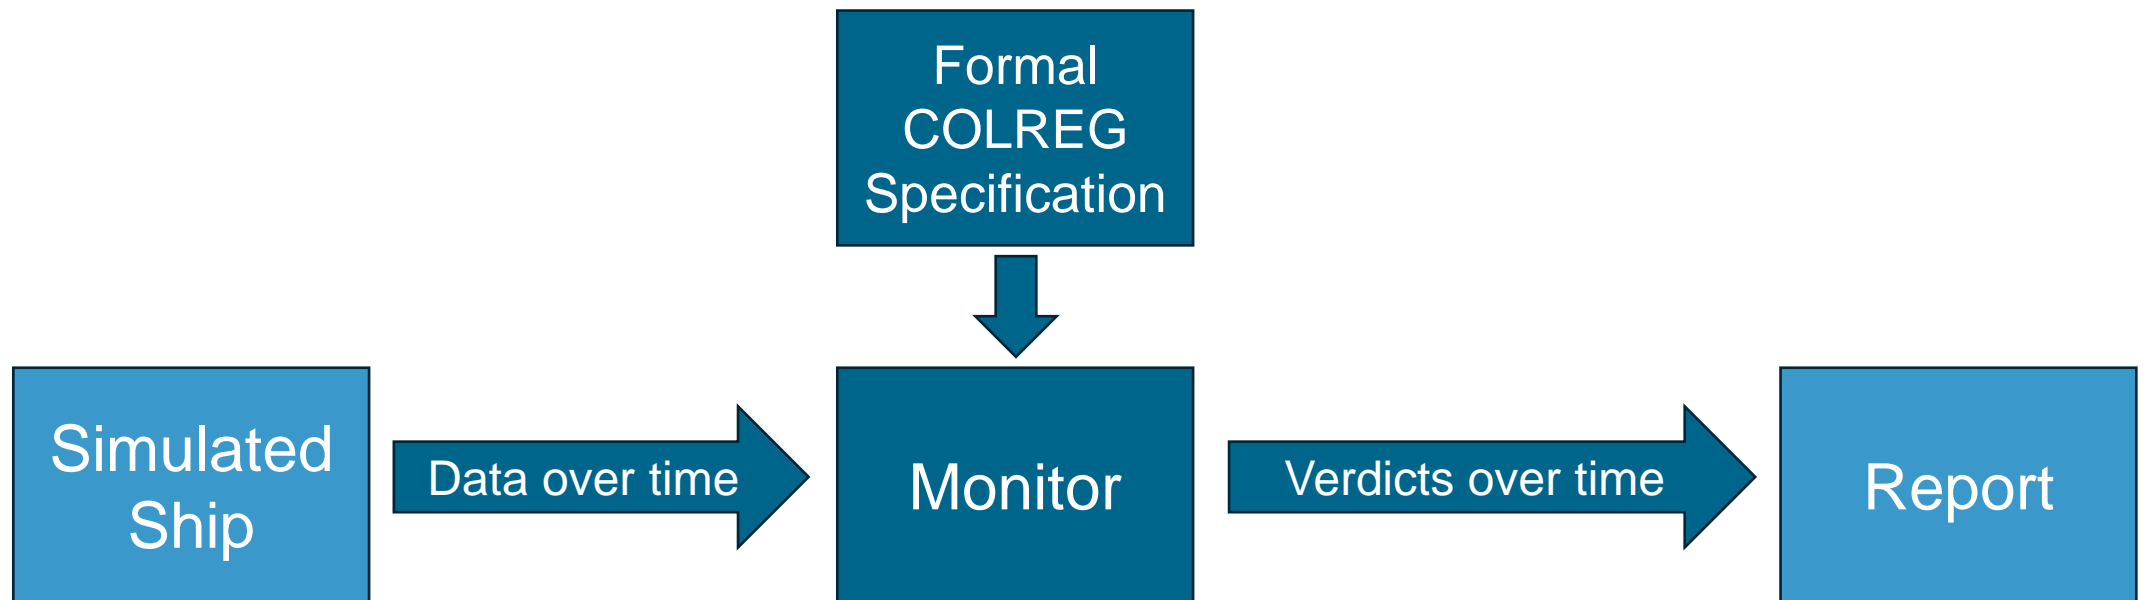 Formal
COLREG
Specification
Simulated
Ship
Data over time
Monitor
Verdicts over time
Report